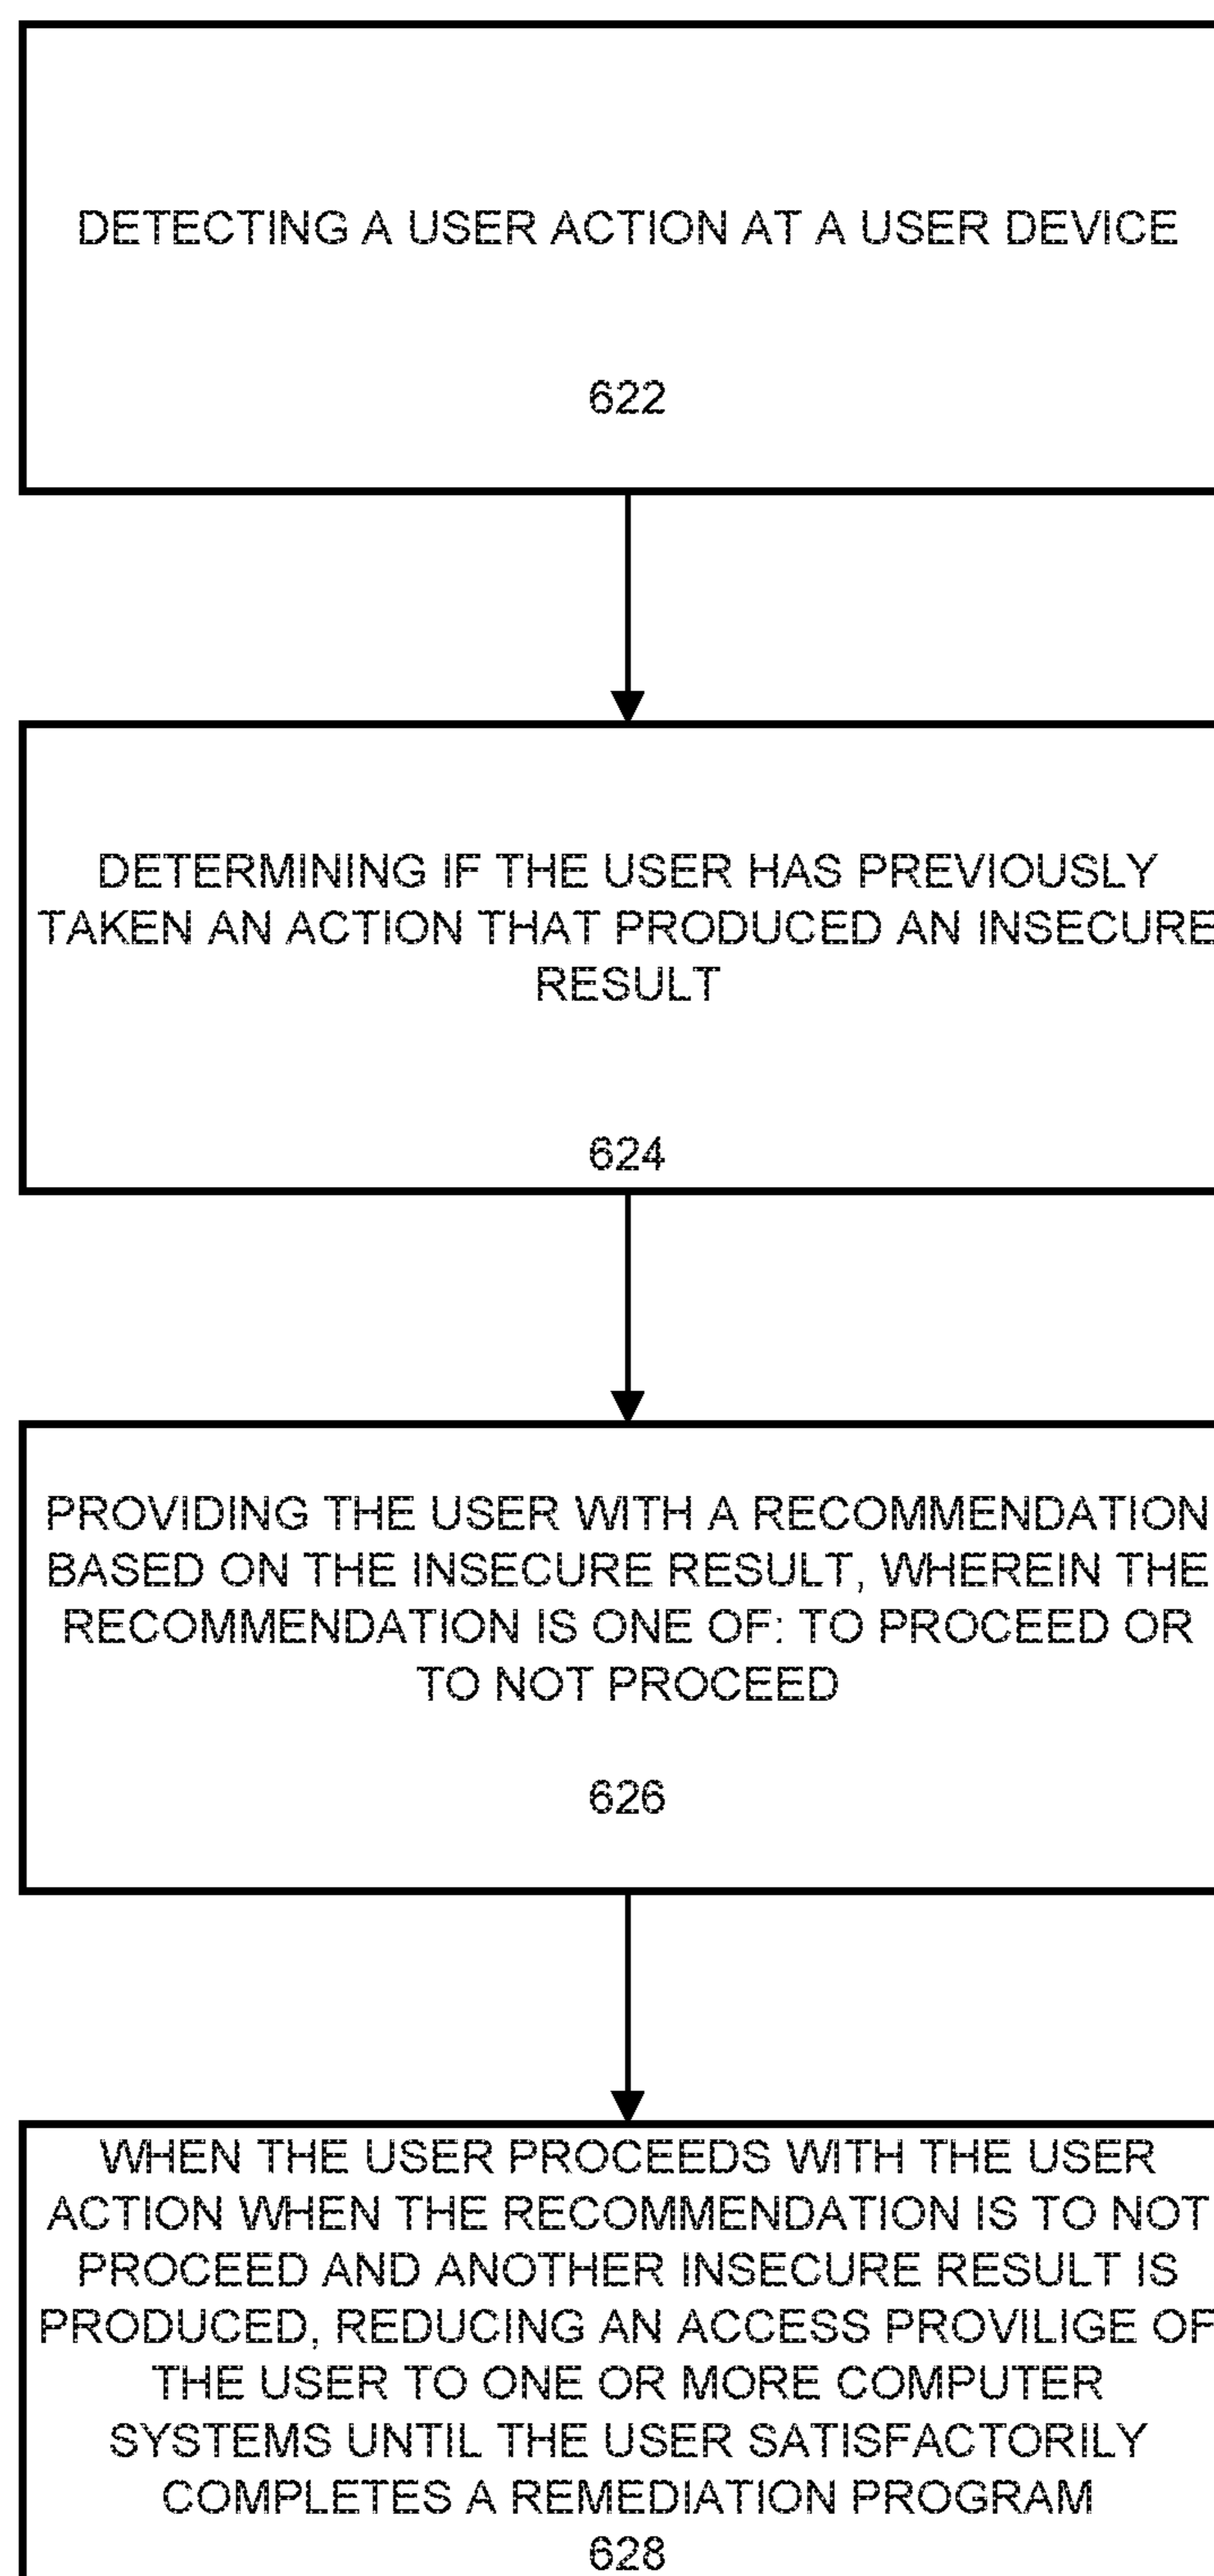 DETECTING A USER ACTION AT A USER DEVICE
622
DETERMINING IF THE USER HAS PREVIOUSLY
TAKEN AN ACTION THAT PRODUCED AN INSECURE
RESULT
624
PROVIDING THE USER WITH A RECOMMENDATION
BASED ON THE INSECURE RESULT, WHEREIN THE
RECOMMENDATION IS ONE OF: TO PROCEED OR
TO NOT PROCEED
626
WHEN THE USER PROCEEDS WITH THE USER
ACTION WHEN THE RECOMMENDATION IS TO NOT
PROCEED AND ANOTHER INSECURE RESULT IS
PRODUCED, REDUCING AN ACCESS PROVILIGE OF
THE USER TO ONE OR MORE COMPUTER
SYSTEMS UNTIL THE USER SATISFACTORILY
COMPLETES A REMEDIATION PROGRAM
628